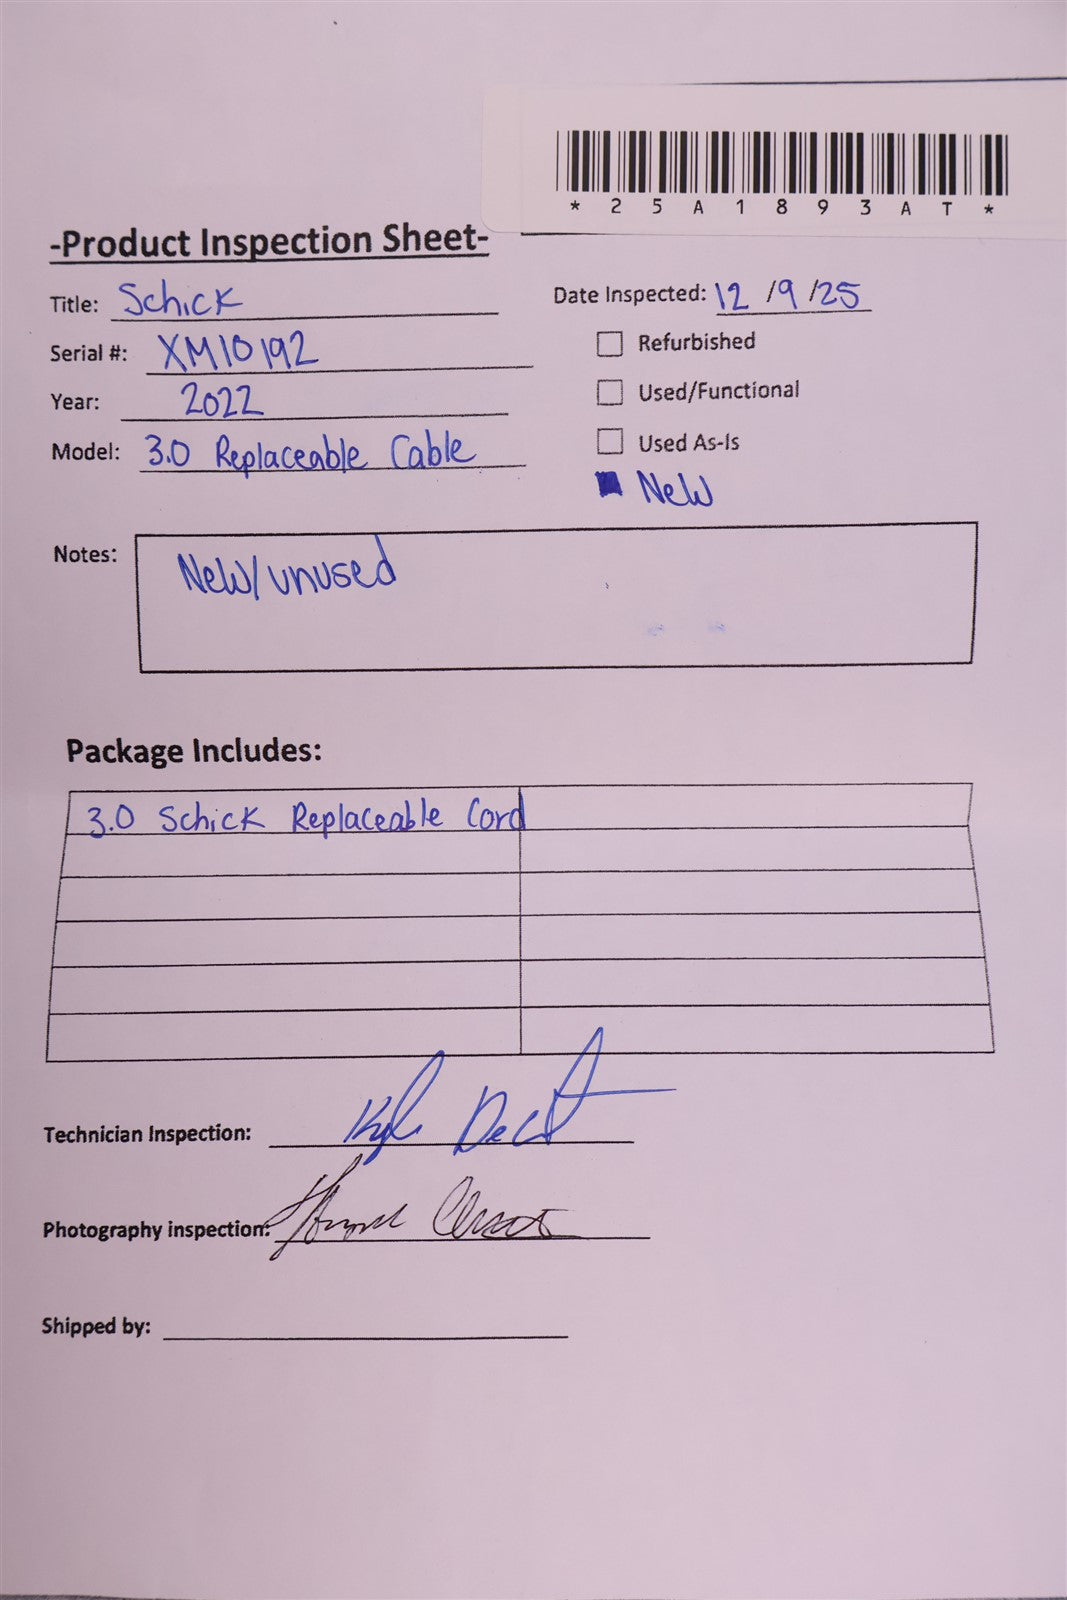 *25A1893AT*
-Product Inspection Sheet-
Title: Schick
Date Inspected: 12/9/25
Serial #: XM10192
Refurbished
Year: 2022
Used/Functional
Model: 3.0 Replaceable Cable
Used As-Is
New
Notes: New/unused
Package Includes:
3.0 Schick Replaceable Cord
Technician Inspection: Kyle
Photography inspection:
Shipped by: